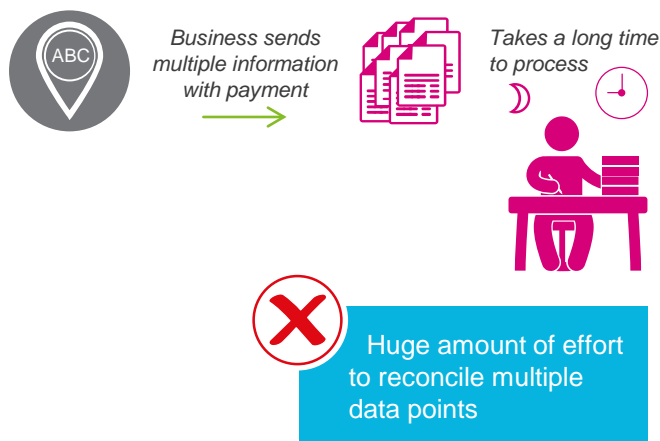 ABC
Business sends
multiple information
with payment
Takes a long time
to process
Huge amount of effort
to reconcile multiple
data points